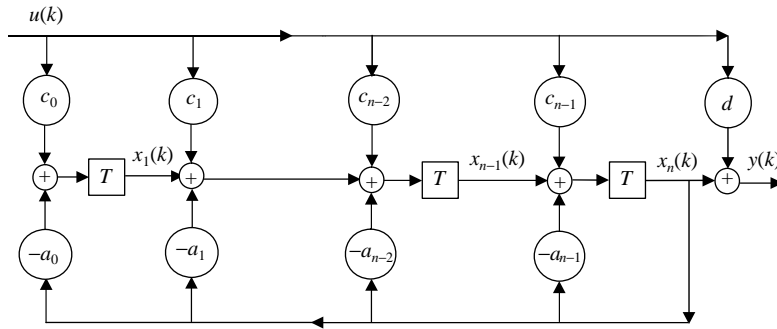 u(k)
c₀ c₁ cₙ₋₂ cₙ₋₁ d
+ T x₁(k) + + T xₙ₋₁(k) + T xₙ(k) + y(k)
−a₀ −a₁ −aₙ₋₂ −aₙ₋₁